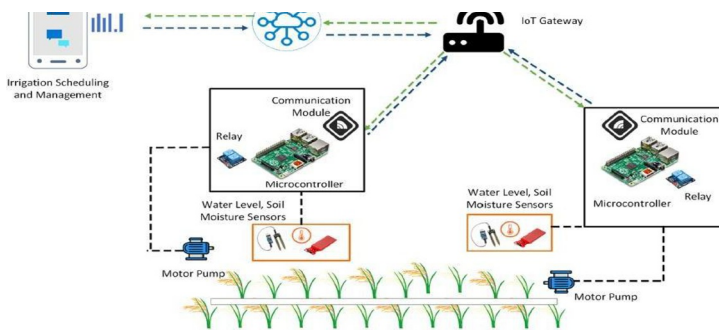 IoT Gateway
Irrigation Scheduling
and Management
Communication
Module
Relay
Microcontroller
Communication
Module
Microcontroller
Relay
Water Level, Soil
Moisture Sensors
Water Level, Soil
Moisture Sensors
Motor Pump
Motor Pump